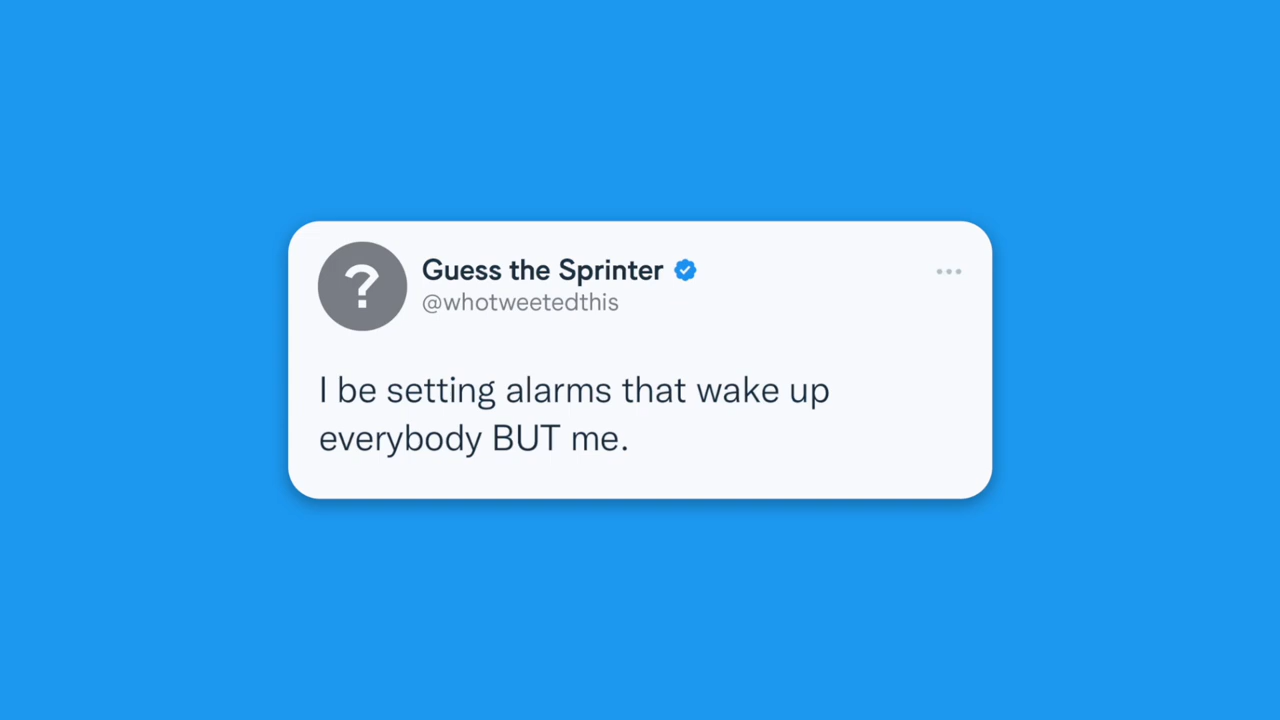 ?
Guess the Sprinter
@whotweetedthis
I be setting alarms that wake up
everybody BUT me.